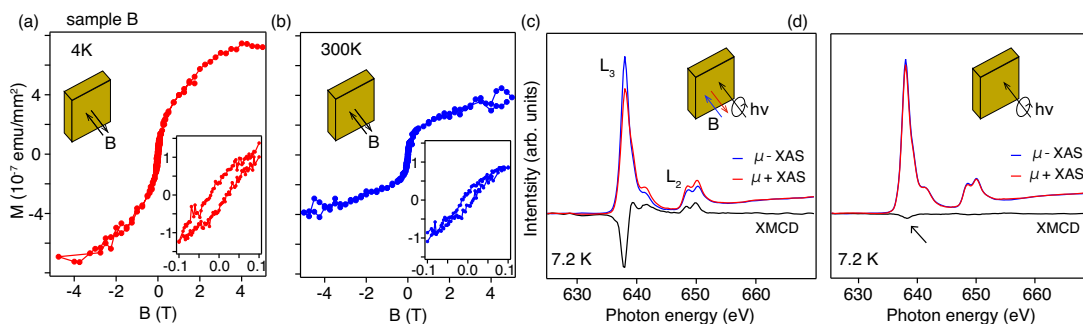 (a) sample B
4K
M (10⁻⁷ emu/mm²)
4
0
-4
B
1
0
-1
-0.1 0.0 0.1
-4 -2 0 2 4
B (T)
(b)
300K
B
1
0
-1
-0.1 0.0 0.1
-4 -2 0 2 4
B (T)
(c)
Intensity (arb. units)
L₃
B
hν
L₂
μ - XAS
μ + XAS
XMCD
7.2 K
630 640 650 660
Photon energy (eV)
(d)
hν
μ - XAS
μ + XAS
XMCD
7.2 K
630 640 650 660
Photon energy (eV)